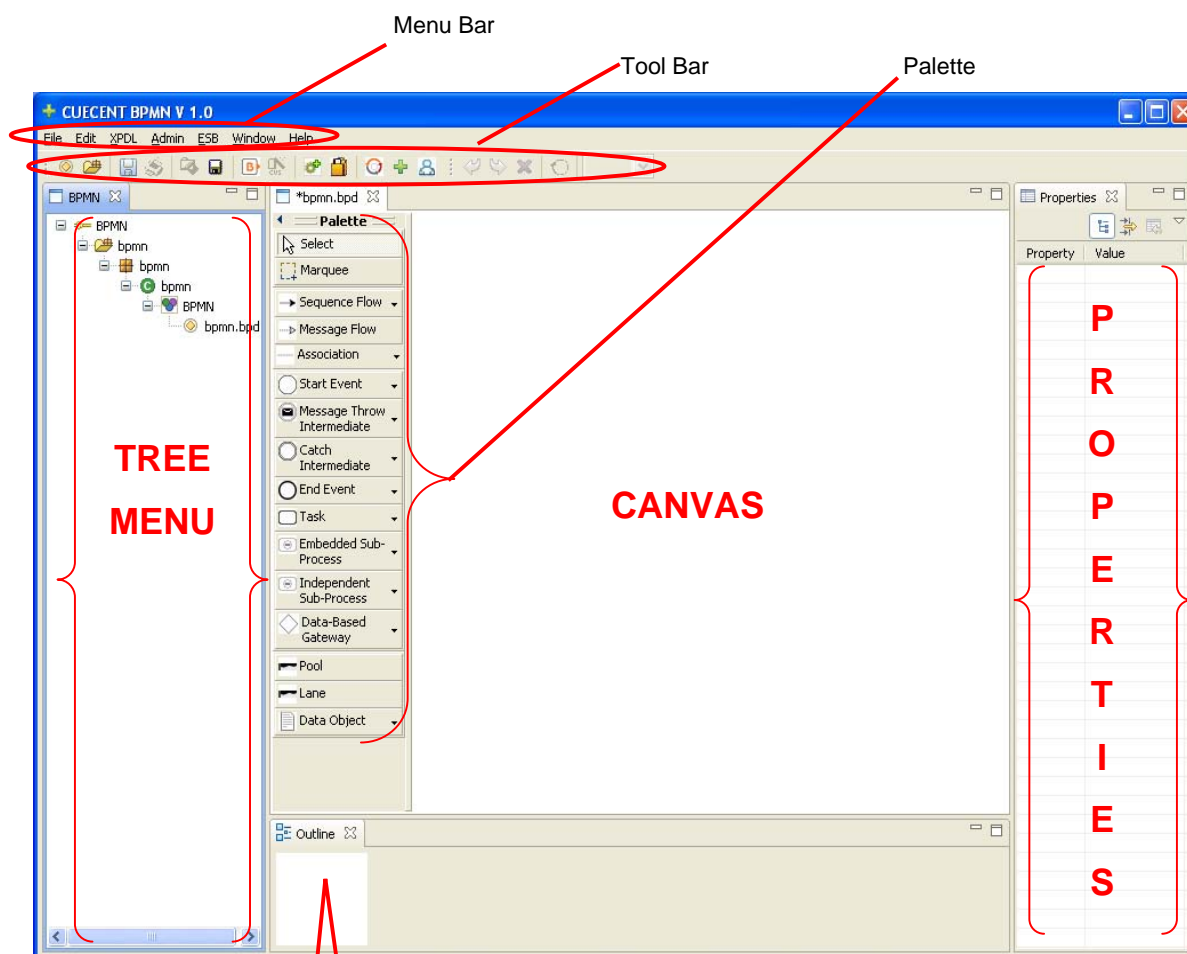 Menu Bar
Tool Bar
Palette
CUECENT BPMN V 1.0
File Edit XPDL Admin ESB Window Help
BPMN
BPMN
bpmn
bpmn
bpmn
BPMN
bpmn.bpd
TREE
MENU
*bpmn.bpd
Palette
Select
Marquee
Sequence Flow
Message Flow
Association
Start Event
Message Throw
Intermediate
Catch
Intermediate
End Event
Task
Embedded Sub-
Process
Independent
Sub-Process
Data-Based
Gateway
Pool
Lane
Data Object
CANVAS
Outline
Properties
Property Value
P
R
O
P
E
R
T
I
E
S